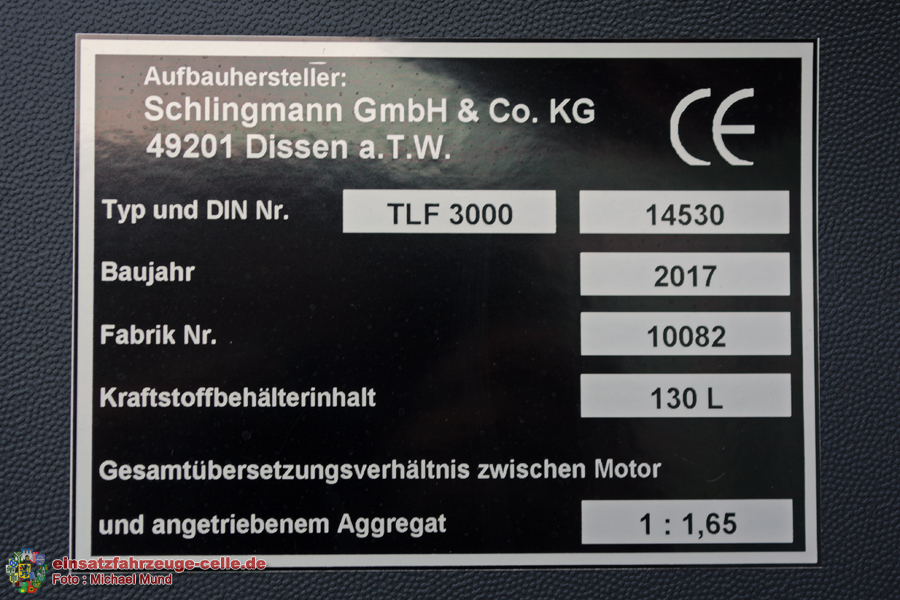 Aufbauhersteller:
Schlingmann GmbH & Co. KG
49201 Dissen a.T.W.
CE
Typ und DIN Nr. TLF 3000 14530
Baujahr 2017
Fabrik Nr. 10082
Kraftstoffbehälterinhalt 130 L
Gesamtübersetzungsverhältnis zwischen Motor
und angetriebenem Aggregat 1 : 1,65
einsatzfahrzeuge-celle.de
Foto : Michael Mund